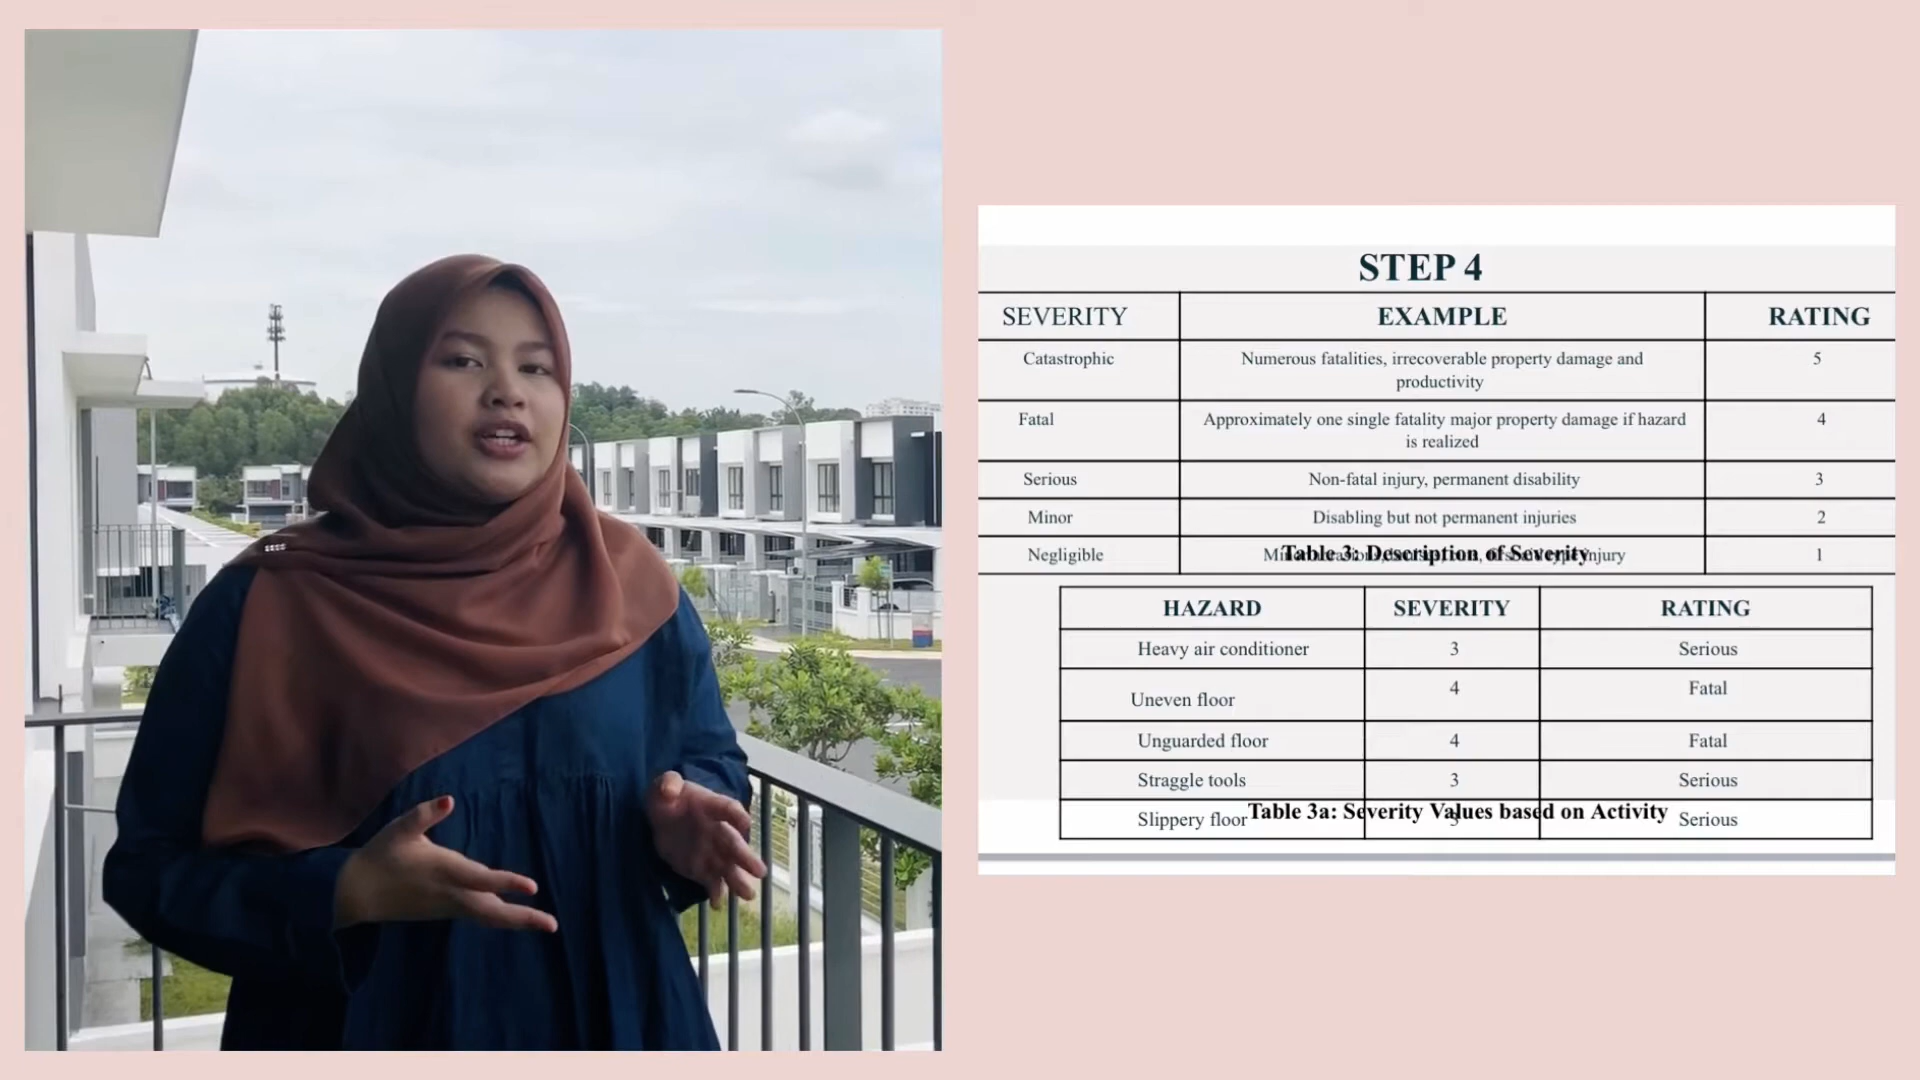 STEP 4
SEVERITY EXAMPLE RATING
Catastrophic Numerous fatalities, irrecoverable property damage and productivity 5
Fatal Approximately one single fatality major property damage if hazard is realized 4
Serious Non-fatal injury, permanent disability 3
Minor Disabling but not permanent injuries 2
Negligible injury 1
Table 3: Description of Severity
HAZARD SEVERITY RATING
Heavy air conditioner 3 Serious
Uneven floor 4 Fatal
Unguarded floor 4 Fatal
Straggle tools 3 Serious
Slippery floor 3 Serious
Table 3a: Severity Values based on Activity